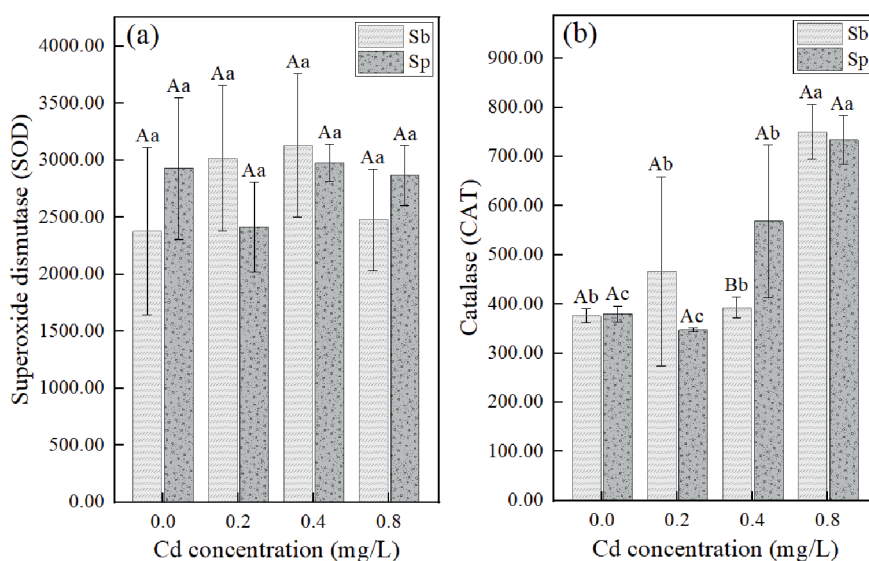 (a)
Sb
Sp
4000.00
3500.00
3000.00
2500.00
2000.00
1500.00
1000.00
500.00
0.00
Superoxide dismutase (SOD)
Aa
Aa
Aa
Aa
Aa
Aa
Aa
Aa
0.0
0.2
0.4
0.8
Cd concentration (mg/L)
(b)
Sb
Sp
900.00
800.00
700.00
600.00
500.00
400.00
300.00
200.00
100.00
0.00
Catalase (CAT)
Ab
Ac
Ab
Ac
Bb
Ab
Aa
Aa
0.0
0.2
0.4
0.8
Cd concentration (mg/L)